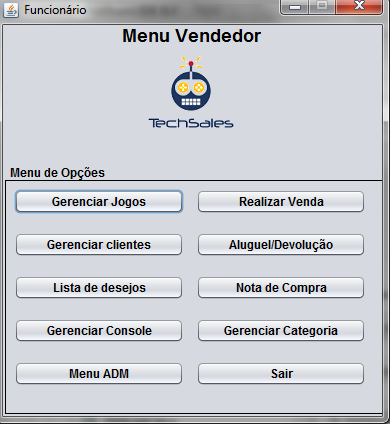 Funcionário
Menu Vendedor
TechSales
Menu de Opções
Gerenciar Jogos
Realizar Venda
Gerenciar clientes
Aluguel/Devolução
Lista de desejos
Nota de Compra
Gerenciar Console
Gerenciar Categoria
Menu ADM
Sair